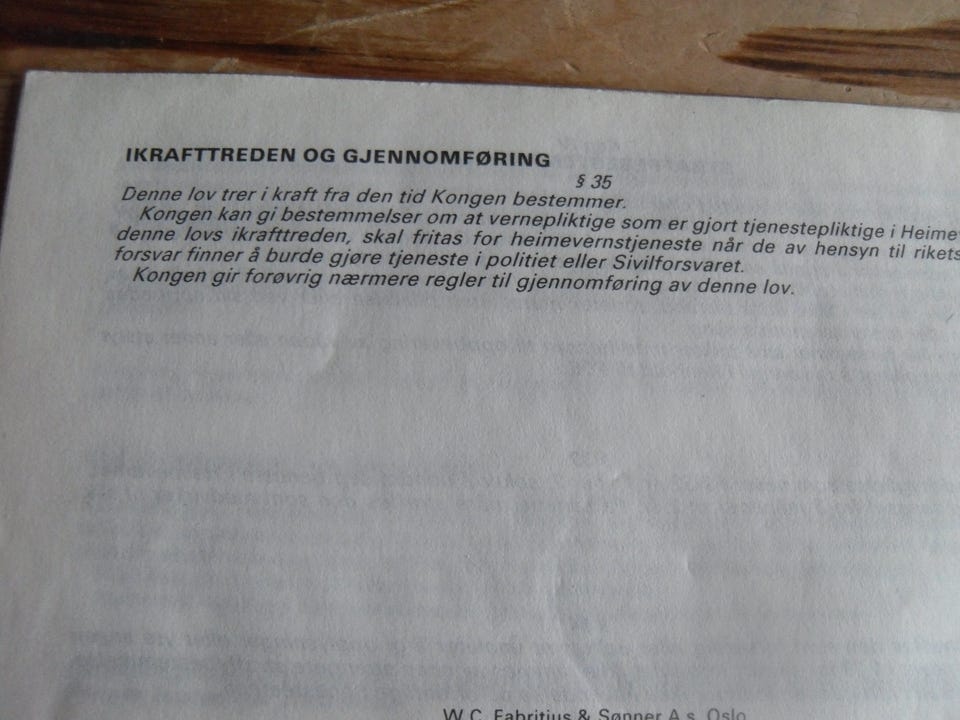 IKRAFTTREDEN OG GJENNOMFØRING
§ 35
Denne lov trer i kraft fra den tid Kongen bestemmer.
Kongen kan gi bestemmelser om at vernepliktige som er gjort tjenestepliktige i Heimev
denne lovs ikrafttreden, skal fritas for heimevernstjeneste når de av hensyn til rikets
forsvar finner å burde gjøre tjeneste i politiet eller Sivilforsvaret.
Kongen gir forøvrig nærmere regler til gjennomføring av denne lov.
W.C. Fabritius & Sønner A.s, Oslo